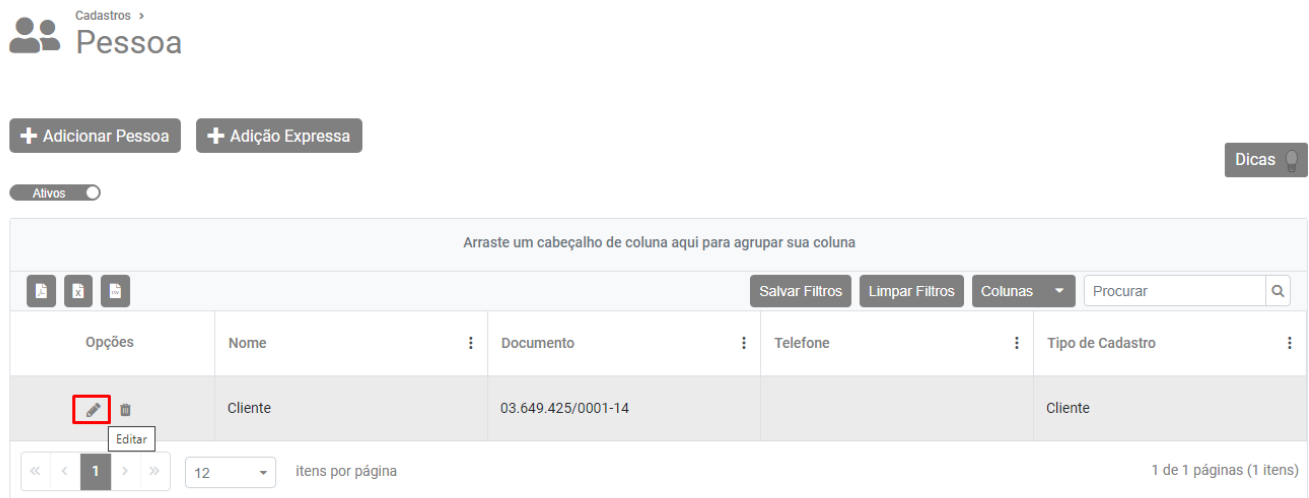 Cadastros ›
Pessoa
Adicionar Pessoa
Adição Expressa
Dicas
Ativos
Arraste um cabeçalho de coluna aqui para agrupar sua coluna
Salvar Filtros Limpar Filtros Colunas Procurar
Opções Nome Documento Telefone Tipo de Cadastro
Cliente 03.649.425/0001-14 Cliente
Editar
1 12 itens por página 1 de 1 páginas (1 itens)